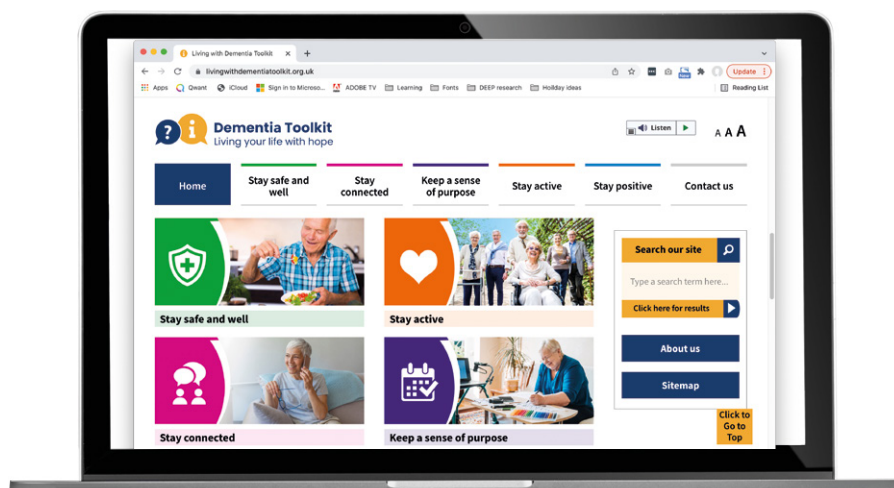 Living with Dementia Toolkit
livingwithdementiatoolkit.org.uk
Update
Apps Qwant iCloud Sign in to Microso... ADOBE TV Learning Fonts DEEP research Holiday ideas Reading List
?i Dementia Toolkit
Living your life with hope
Listen
A A A
Home
Stay safe and
well
Stay
connected
Keep a sense
of purpose
Stay active
Stay positive
Contact us
Stay safe and well
Stay active
Stay connected
Keep a sense of purpose
Search our site
Type a search term here...
Click here for results
About us
Sitemap
Click to
Go to
Top